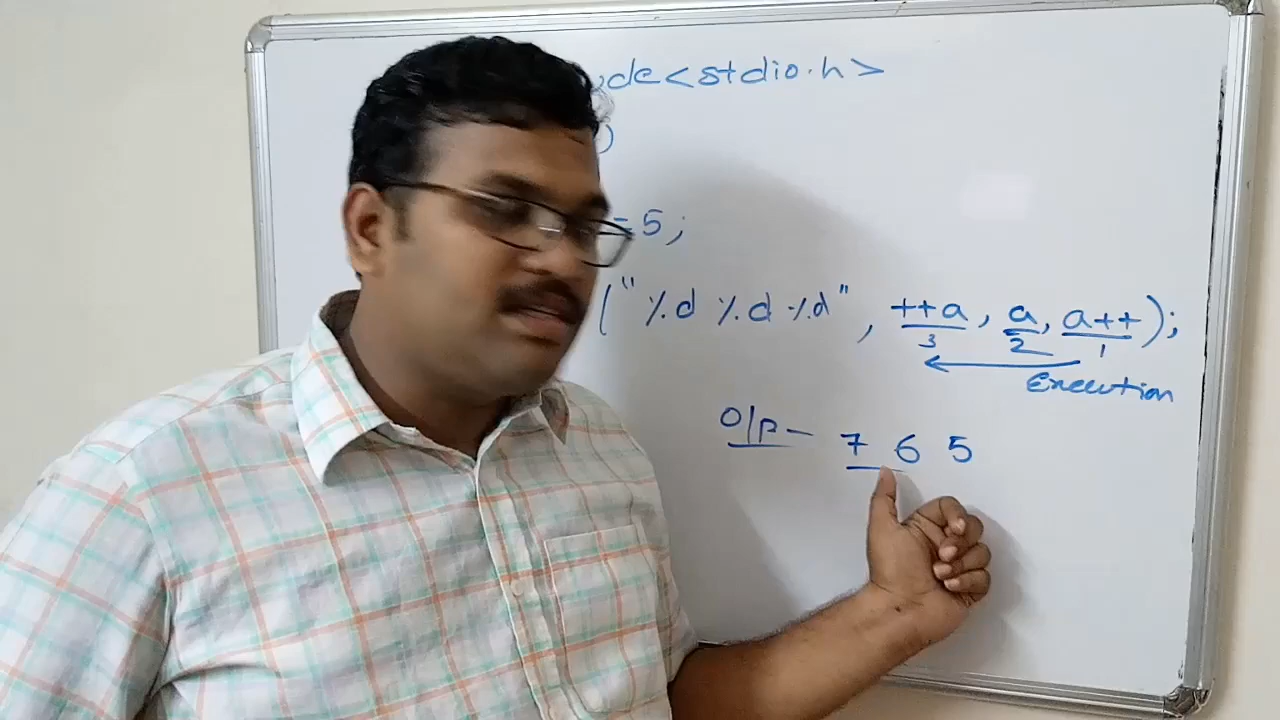 de<stdio.h>
)
=5;
("%d %d %d", ++a, a, a++);
3 2 1
Execution
O/P- 7 6 5